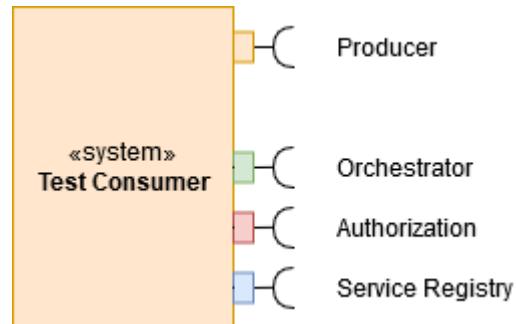 Producer
«system»
Test Consumer
Orchestrator
Authorization
Service Registry